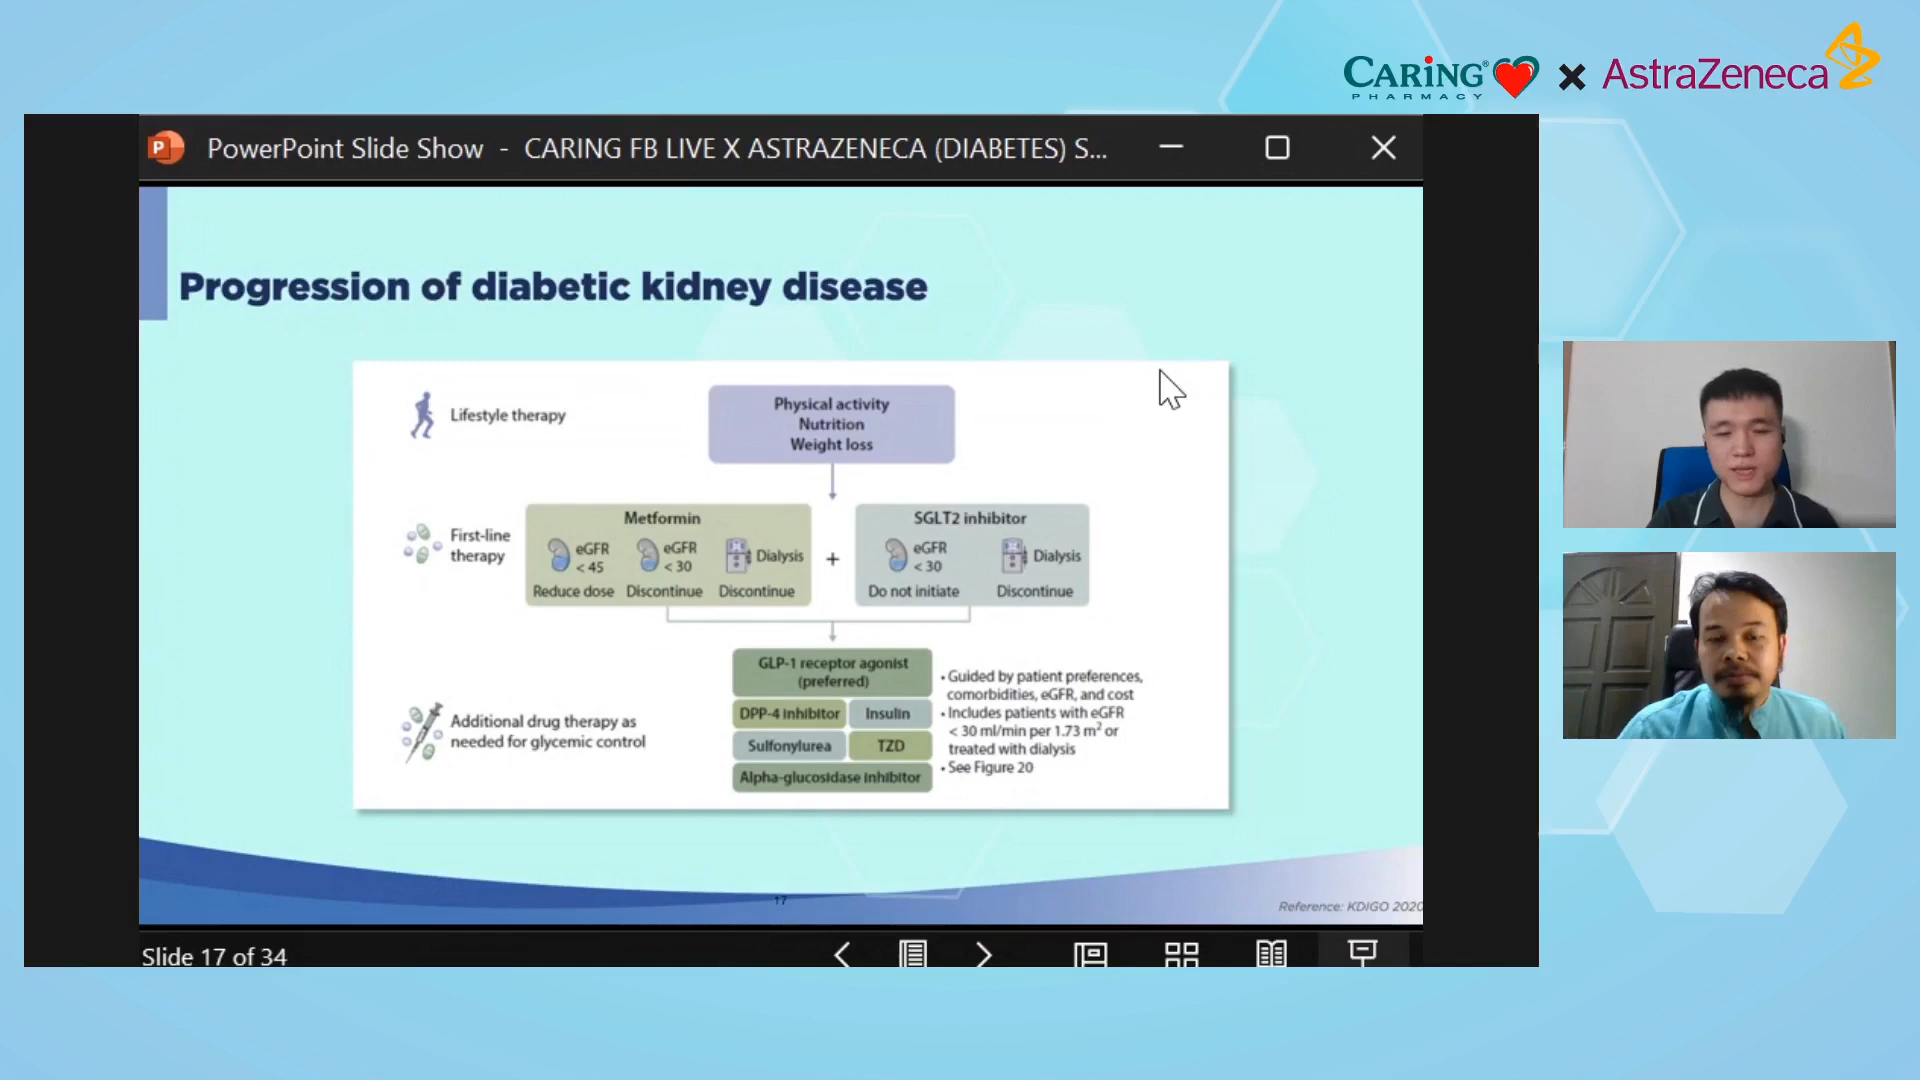 CARiNG® × AstraZeneca
PHARMACY
PowerPoint Slide Show - CARING FB LIVE X ASTRAZENECA (DIABETES) S...
Progression of diabetic kidney disease
Lifestyle therapy
Physical activity
Nutrition
Weight loss
First-line
therapy
Metformin
eGFR
< 45
Reduce dose
eGFR
< 30
Discontinue
Dialysis
Discontinue
+
SGLT2 inhibitor
eGFR
< 30
Do not initiate
Dialysis
Discontinue
Additional drug therapy as
needed for glycemic control
GLP-1 receptor agonist
(preferred)
DPP-4 inhibitor
Insulin
Sulfonylurea
TZD
Alpha-glucosidase inhibitor
• Guided by patient preferences,
comorbidities, eGFR, and cost
• Includes patients with eGFR
< 30 ml/min per 1.73 m² or
treated with dialysis
• See Figure 20
17
Reference: KDIGO 2020
Slide 17 of 34